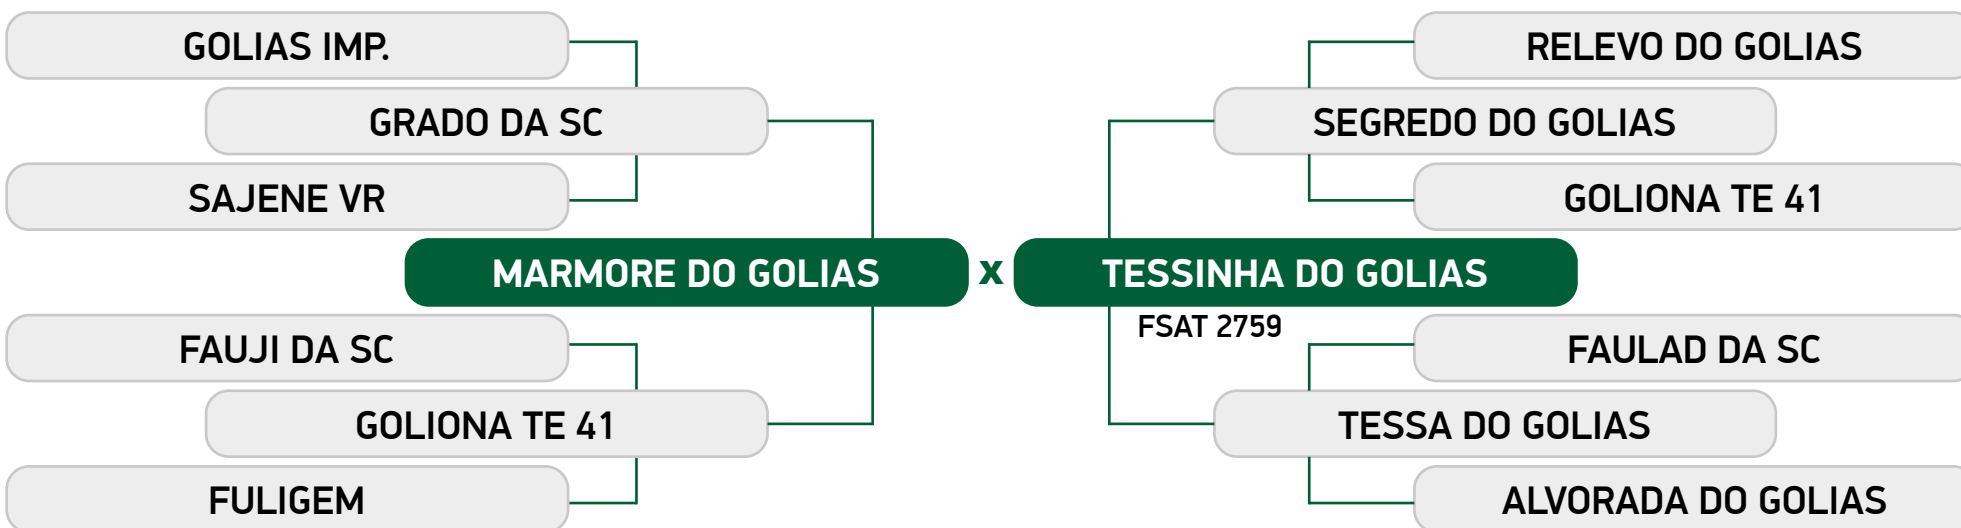 GOLIAS IMP.
RELEVO DO GOLIAS
GRADO DA SC
SEGREDO DO GOLIAS
SAJENE VR
GOLIONA TE 41
MARMORE DO GOLIAS x TESSINHA DO GOLIAS
FSAT 2759
FAUJI DA SC
FAULAD DA SC
GOLIONA TE 41
TESSA DO GOLIAS
FULIGEM
ALVORADA DO GOLIAS